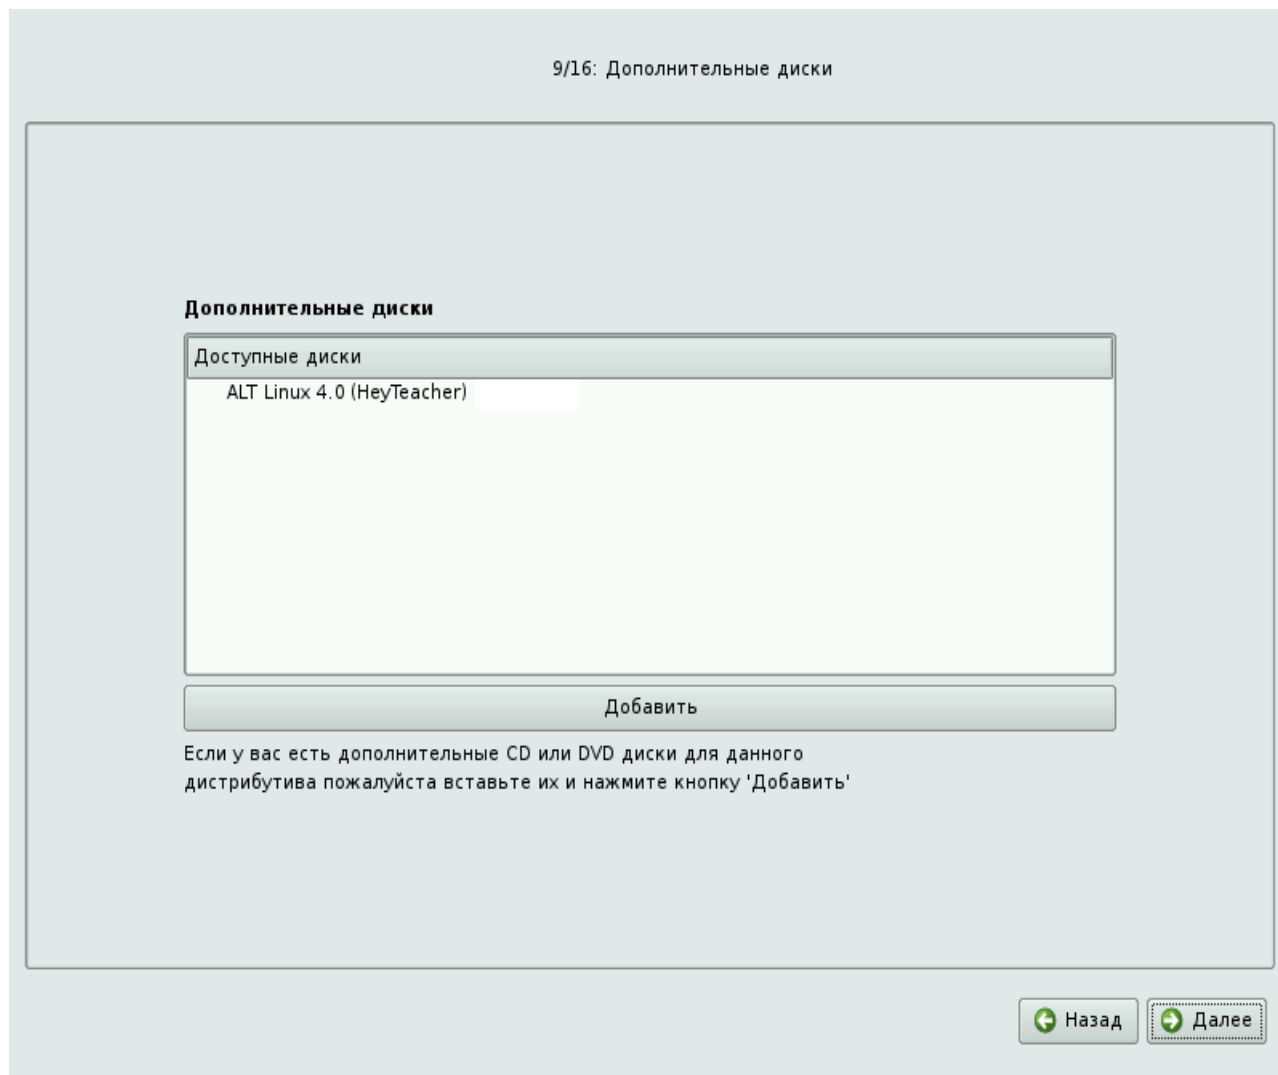 9/16: Дополнительные диски
Дополнительные диски
Доступные диски
ALT Linux 4.0 (HeyTeacher)
Добавить
Если у вас есть дополнительные CD или DVD диски для данного
дистрибутива пожалуйста вставьте их и нажмите кнопку 'Добавить'
Назад
Далее